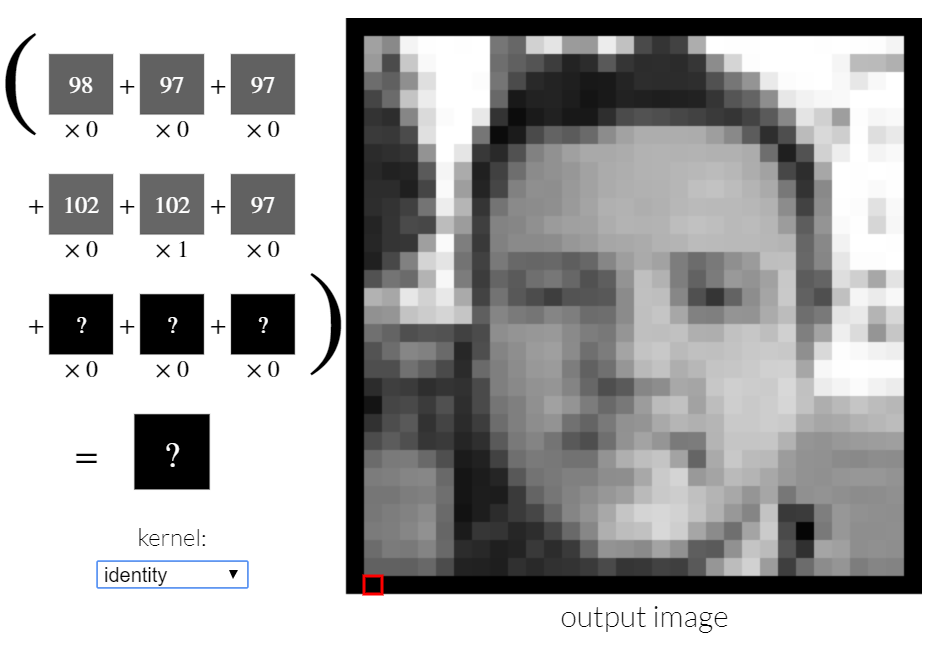 ( 98 + 97 + 97
× 0 × 0 × 0
+ 102 + 102 + 97
× 0 × 1 × 0
+ ? + ? + ? )
× 0 × 0 × 0
= ?
kernel:
identity
output image